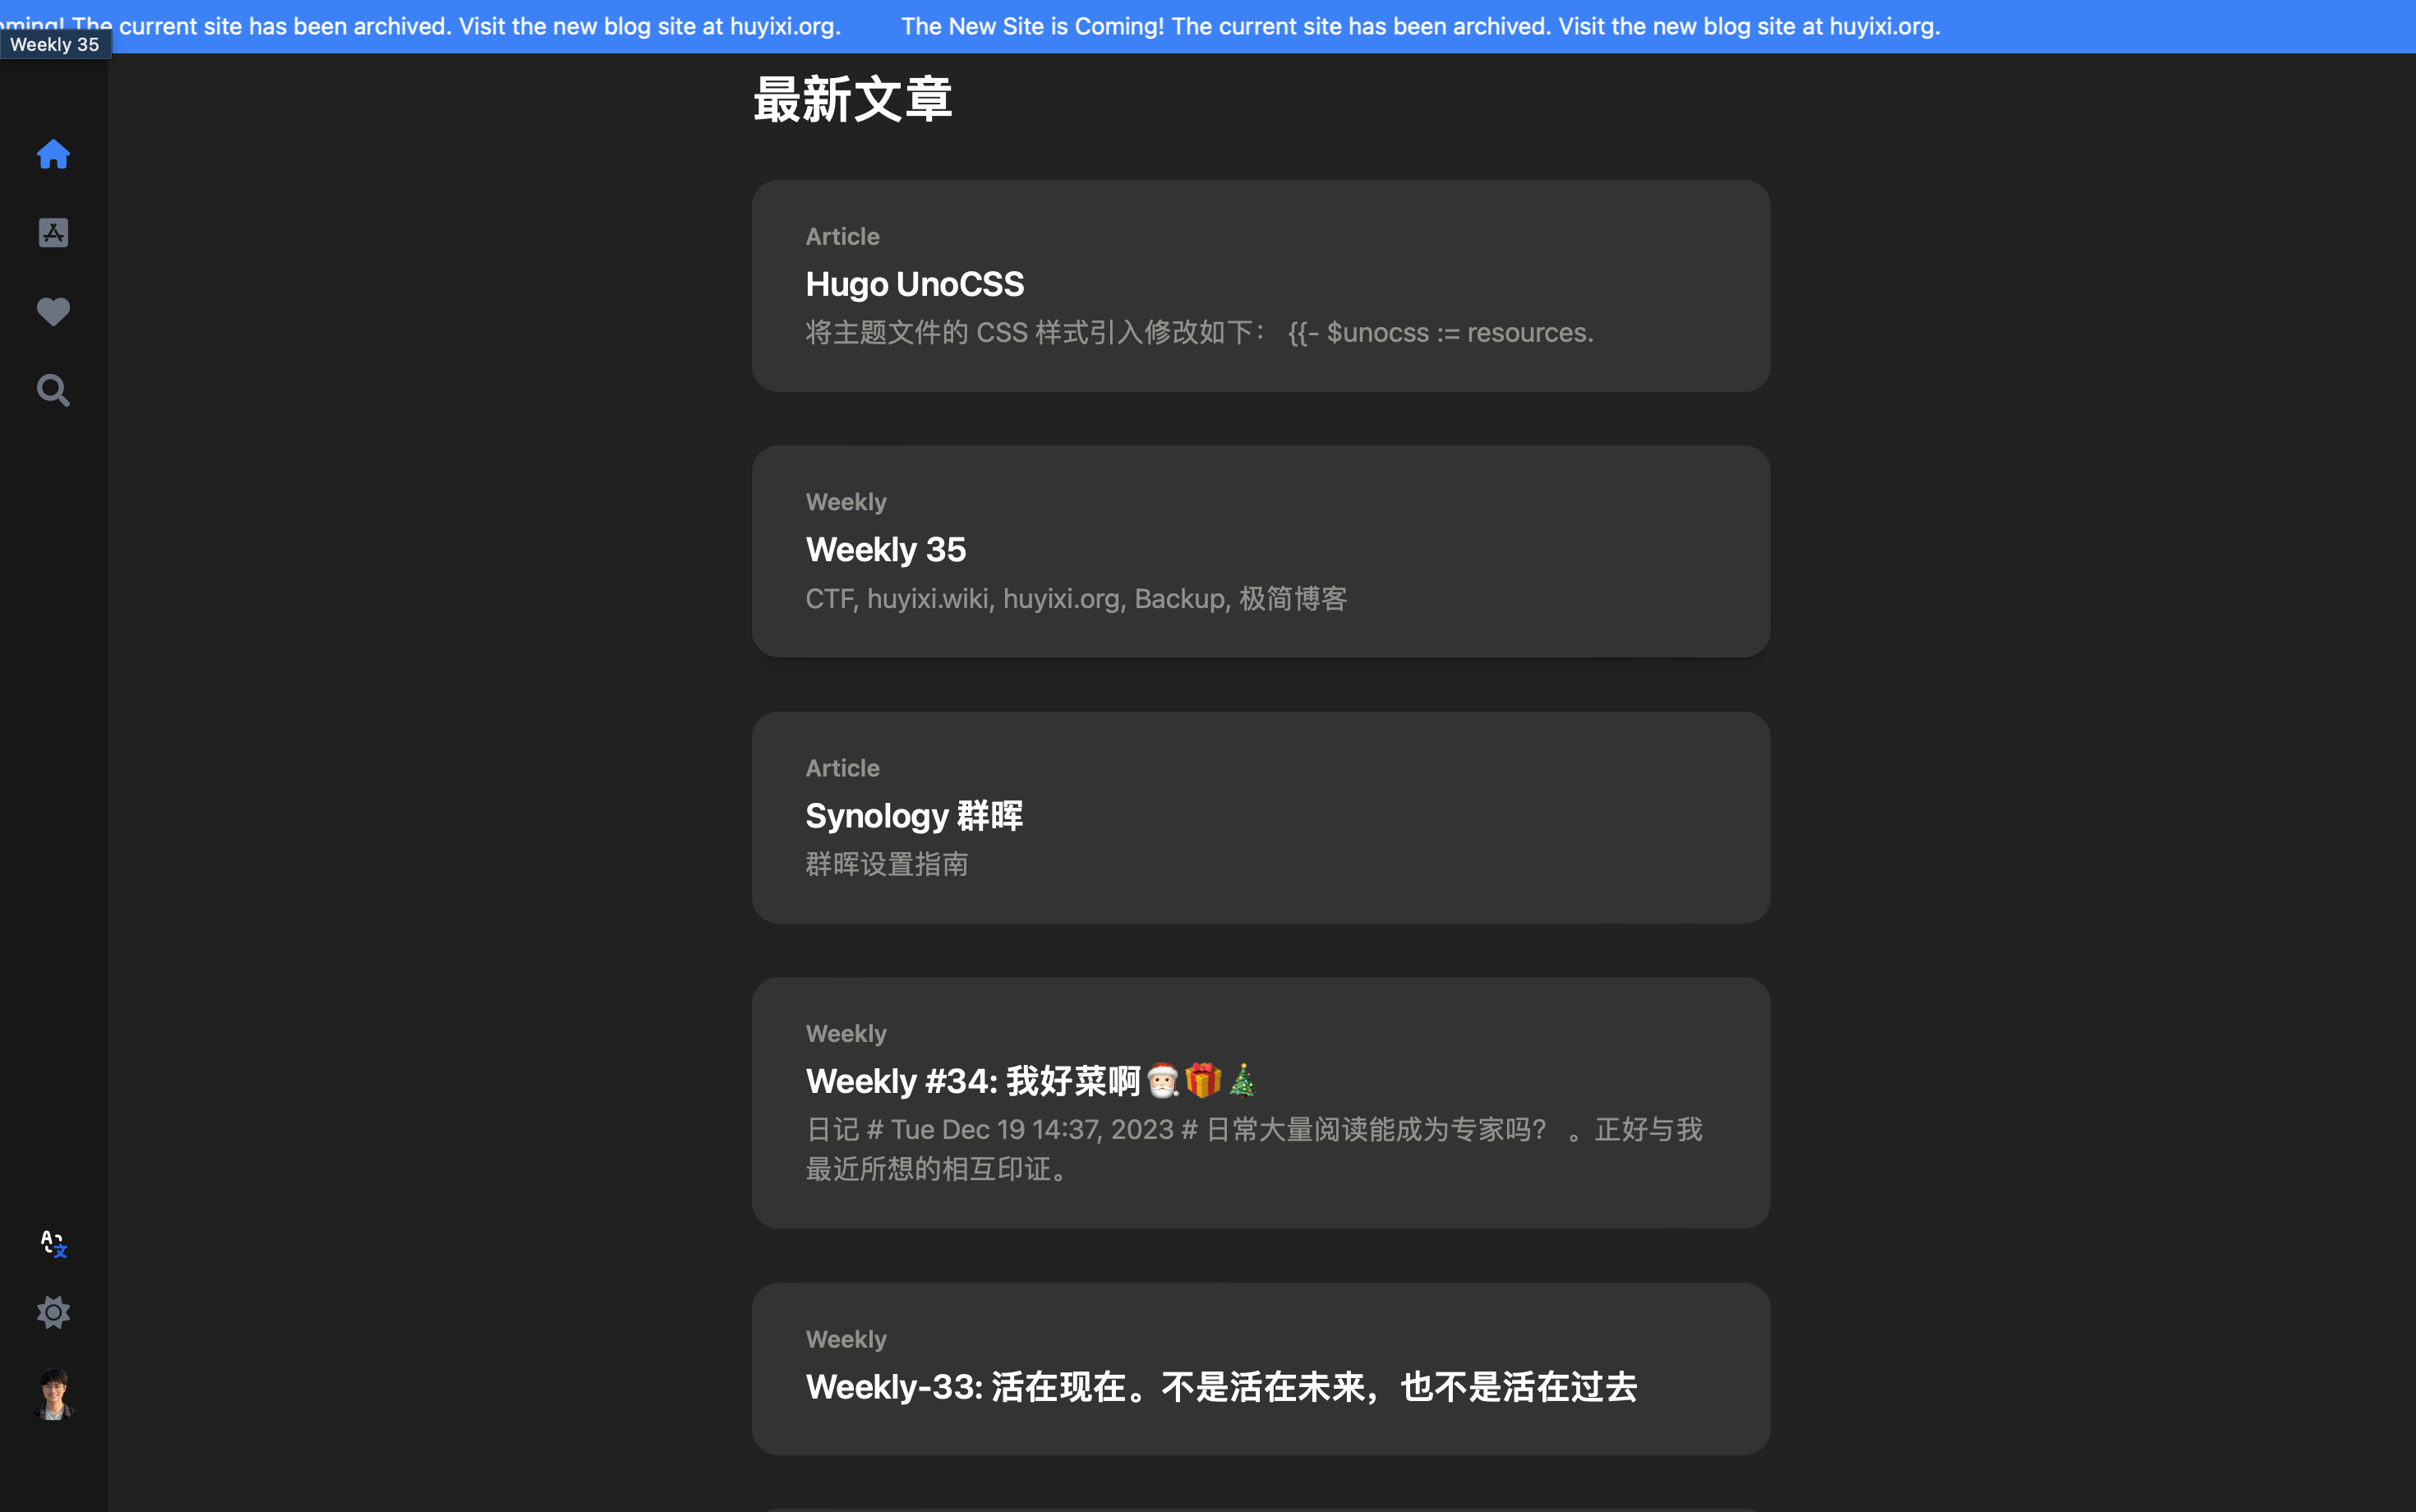 current site has been archived. Visit the new blog site at huyixi.org. The New Site is Coming! The current site has been archived. Visit the new blog site at huyixi.org.
Weekly 35
最新文章
Article
Hugo UnoCSS
将主题文件的 CSS 样式引入修改如下： {{- $unocss := resources.
Weekly
Weekly 35
CTF, huyixi.wiki, huyixi.org, Backup, 极简博客
Article
Synology 群晖
群晖设置指南
Weekly
Weekly #34: 我好菜啊🎅🏻🎁🎄
日记 # Tue Dec 19 14:37, 2023 # 日常大量阅读能成为专家吗？ 。正好与我
最近所想的相互印证。
Weekly
Weekly-33: 活在现在。不是活在未来，也不是活在过去